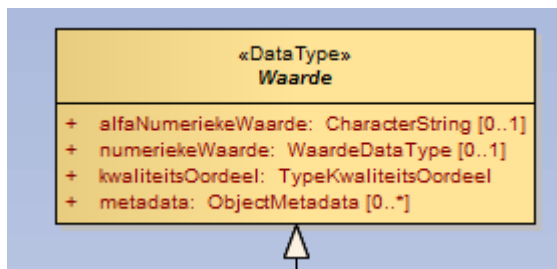 «DataType»
Waarde
+ alfaNumeriekeWaarde: CharacterString [0..1]
+ numeriekeWaarde: WaardeDataType [0..1]
+ kwaliteitsOordeel: TypeKwaliteitsOordeel
+ metadata: ObjectMetadata [0..*]